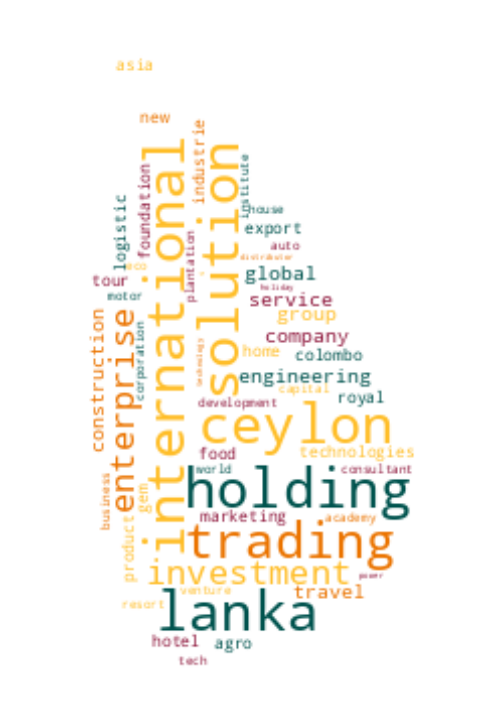 asia
new
industrie
international
solution
institute
foundation
logistic
house
export
plantation
auto
distributor
eco
global
tour
holiday
motor
service
group
enterprise
construction
corporation
company
technology
home
colombo
engineering
capital
royal
development
ceylon
food
technologies
world
consultant
holding
business
gem
product
marketing
academy
trading
investment
power
venture
travel
resort
lanka
hotel
agro
tech